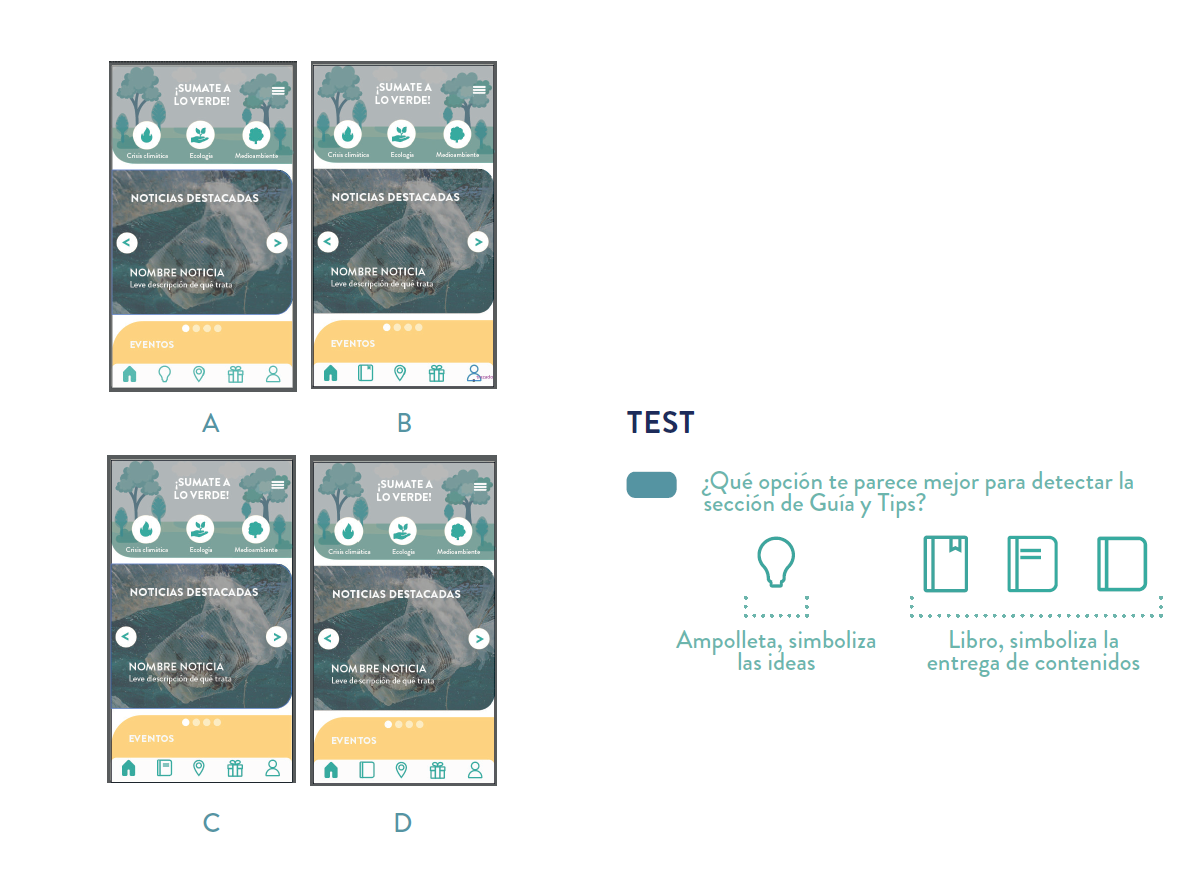 ¡SUMATE A
LO VERDE!
Crisis climática Ecología Medioambiente
NOTICIAS DESTACADAS
< >
NOMBRE NOTICIA
Leve descripción de qué trata
EVENTOS
A
¡SUMATE A
LO VERDE!
Crisis climática Ecología Medioambiente
NOTICIAS DESTACADAS
< >
NOMBRE NOTICIA
Leve descripción de qué trata
EVENTOS
B
¡SUMATE A
LO VERDE!
Crisis climática Ecología Medioambiente
NOTICIAS DESTACADAS
< >
NOMBRE NOTICIA
Leve descripción de qué trata
EVENTOS
C
¡SUMATE A
LO VERDE!
Crisis climática Ecología Medioambiente
NOTICIAS DESTACADAS
< >
NOMBRE NOTICIA
Leve descripción de qué trata
EVENTOS
D
TEST
¿Qué opción te parece mejor para detectar la
sección de Guía y Tips?
Ampolleta, simboliza
las ideas
Libro, simboliza la
entrega de contenidos